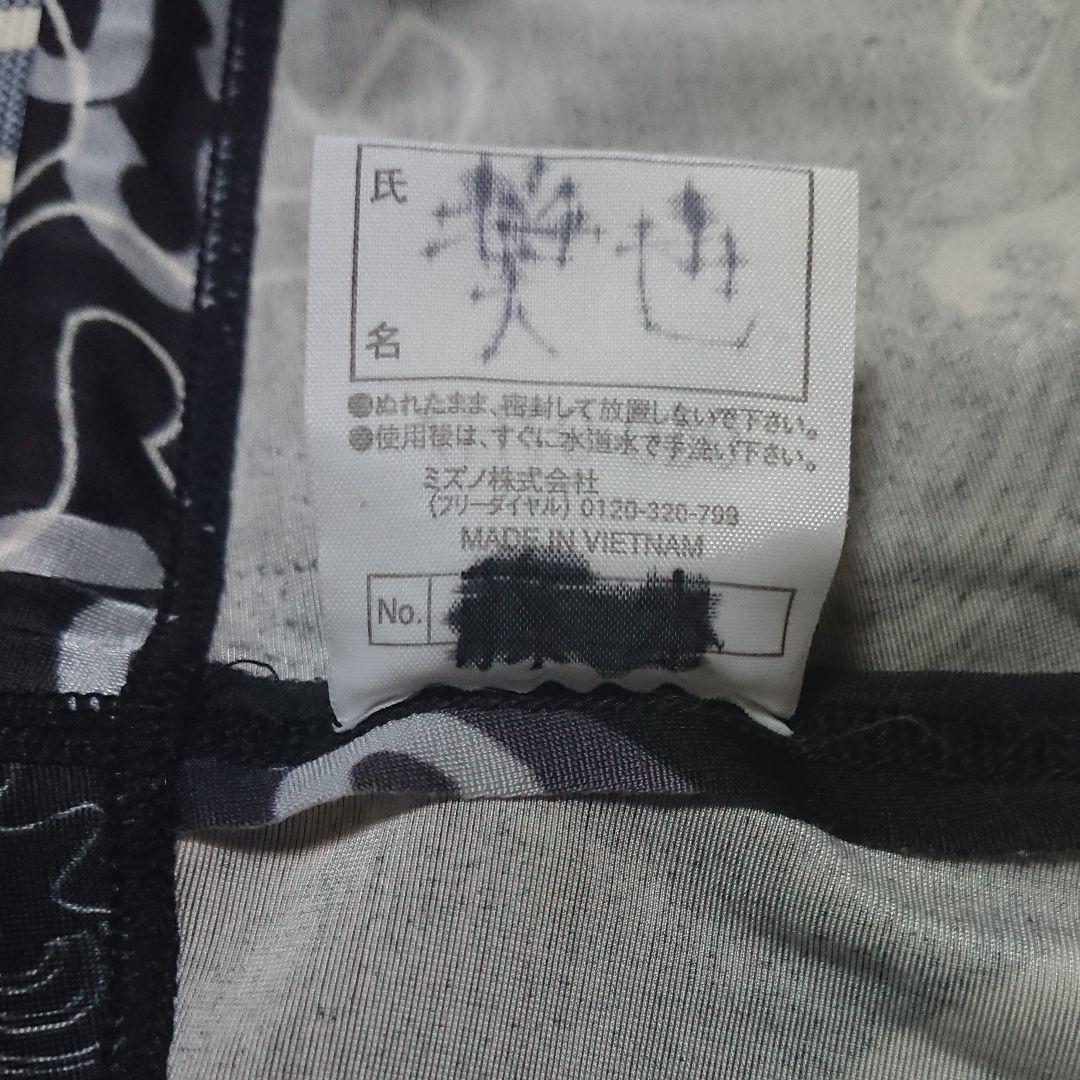 氏名
●ぬれたまま、密封して放置しないで下さい。
●使用後は、すぐに水道水で手洗い下さい。
ミズノ株式会社
(フリーダイヤル) 0120-320-799
MADE IN VIETNAM
No.